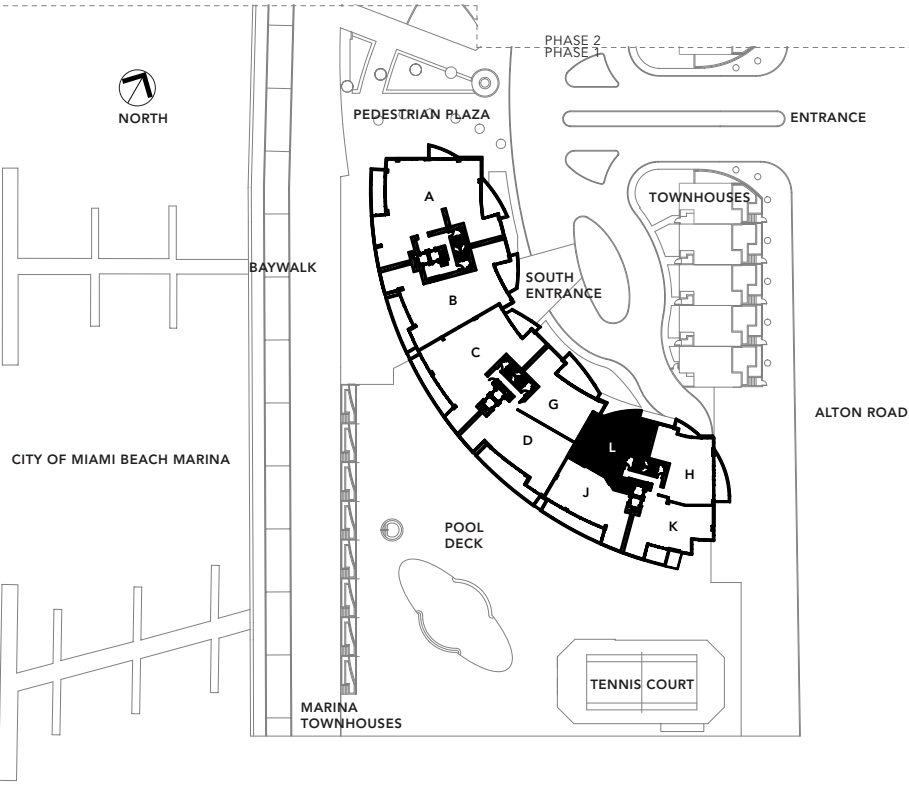 PHASE 2
PHASE 1
NORTH
PEDESTRIAN PLAZA
ENTRANCE
A
TOWNHOUSES
BAYWALK
SOUTH
ENTRANCE
B
C
G
ALTON ROAD
D
L
CITY OF MIAMI BEACH MARINA
H
J
K
POOL
DECK
TENNIS COURT
MARINA
TOWNHOUSES